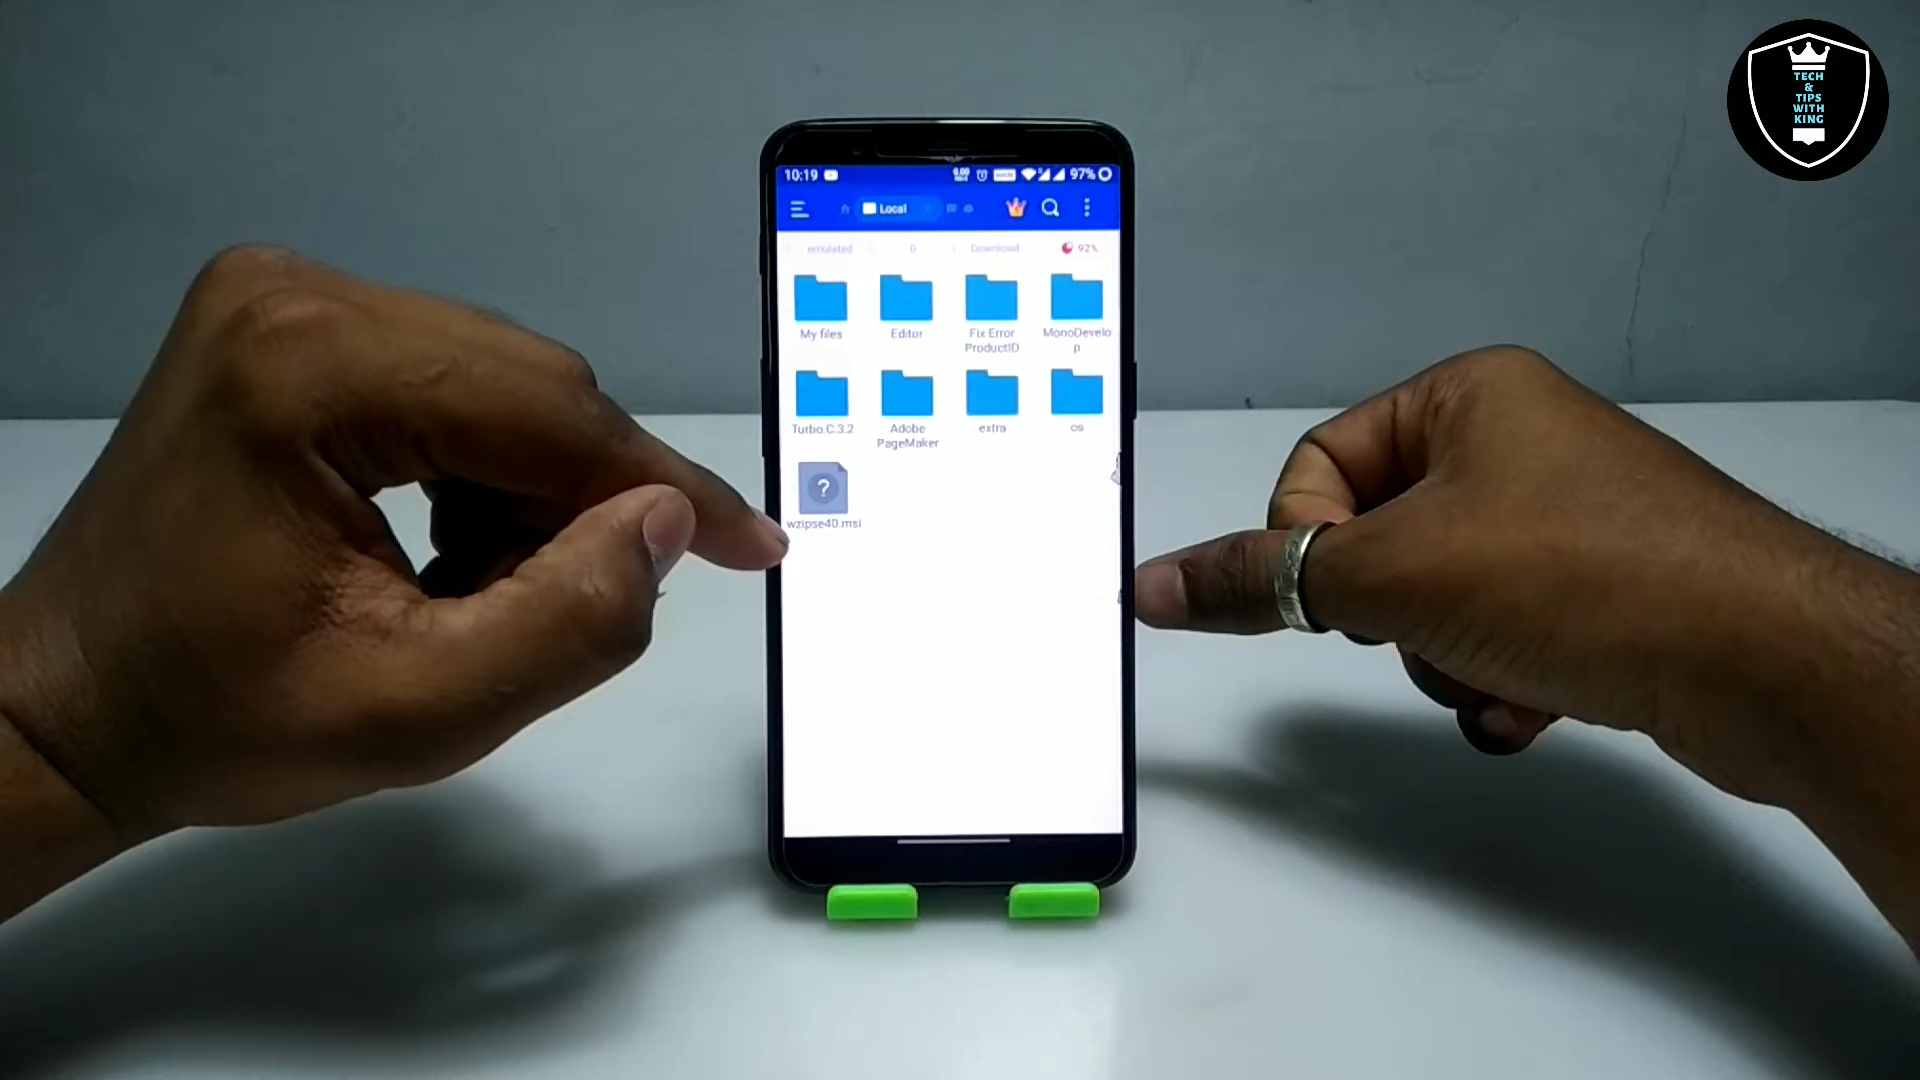 TECH
&
TIPS
WITH
KING
10:19 97%
Local
emulated 0 Download 92%
My files Editor Fix Error ProductID MonoDevelo
p
Turbo.C.3.2 Adobe PageMaker extra os
?
wzipse40.msi